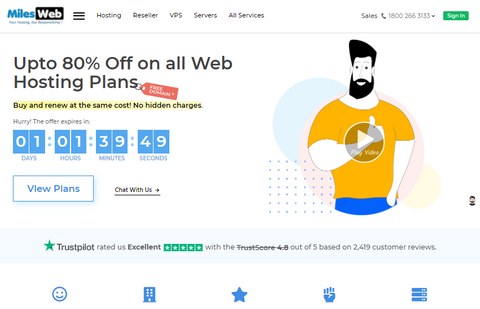 MilesWeb
Your Hosting, Our Responsibility!
Hosting
Reseller
VPS
Servers
All Services
Sales
1800 266 3133
Sign In
Upto 80% Off on all Web
Hosting Plans
FREE
DOMAIN*
Buy and renew at the same cost! No hidden charges.
Hurry! The offer expires in:
01 : 01 : 39 : 49
DAYS HOURS MINUTES SECONDS
View Plans
Chat With Us →
Play Video
Trustpilot rated us Excellent with the TrustScore 4.8 out of 5 based on 2,419 customer reviews.